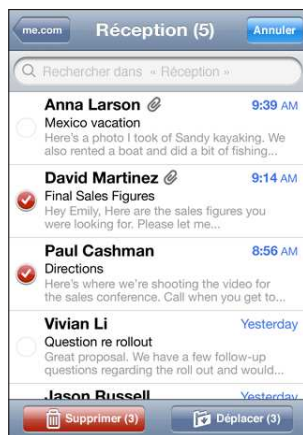 me.com
Réception (5)
Annuler
Rechercher dans « Réception »
Anna Larson
9:39 AM
Mexico vacation
Here's a photo I took of Sandy kayaking. We
also rented a boat and did a bit of fishing...
David Martinez
9:14 AM
Final Sales Figures
Hey Emily, Here are the sales figures you
were looking for. Please let me...
Paul Cashman
8:56 AM
Directions
Here's where we're shooting the video for
the sales conference. Call when you get to...
Vivian Li
Yesterday
Question re rollout
Great proposal. We have a few follow-up
questions regarding the roll out and would...
Jason Russell
Yesterday
Supprimer (3)
Déplacer (3)